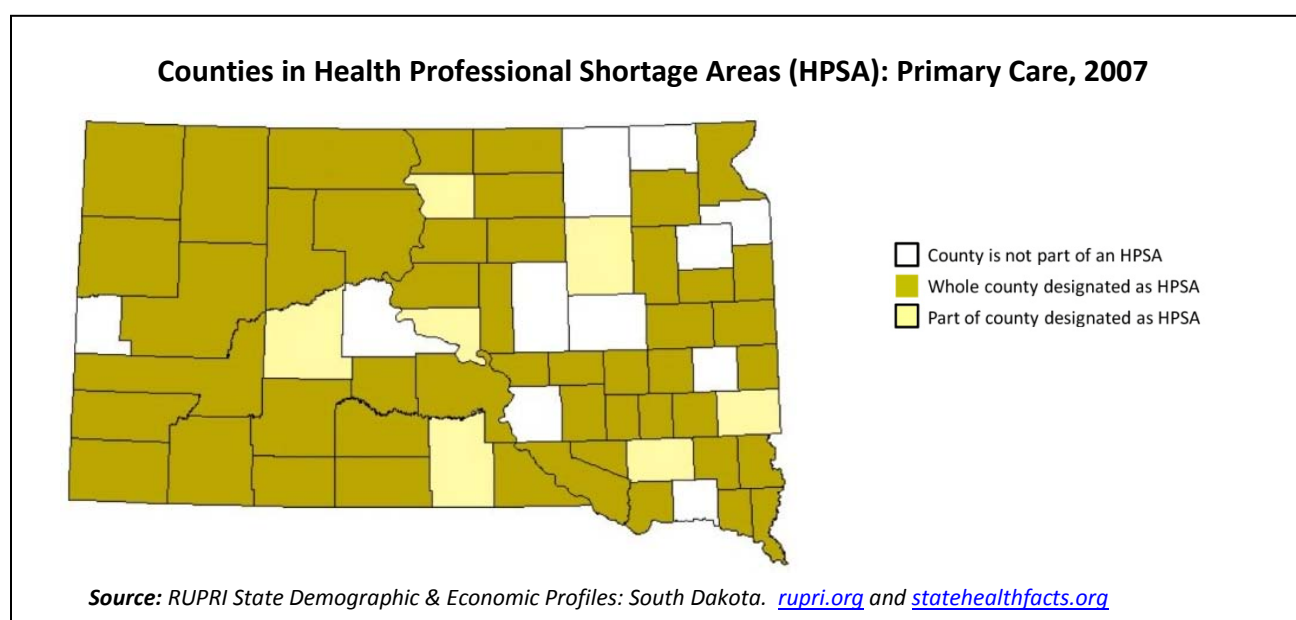 Counties in Health Professional Shortage Areas (HPSA): Primary Care, 2007
County is not part of an HPSA
Whole county designated as HPSA
Part of county designated as HPSA
Source: RUPRI State Demographic & Economic Profiles: South Dakota. rupri.org and statehealthfacts.org